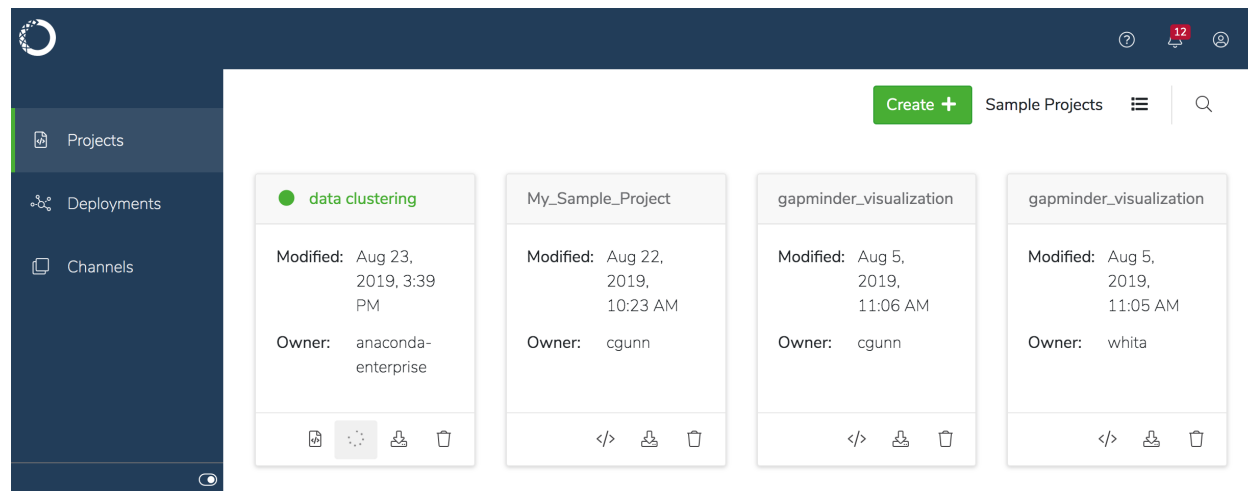 12
Create +
Sample Projects
Projects
Deployments
Channels
data clustering
Modified: Aug 23,
2019, 3:39
PM
Owner: anaconda-
enterprise
My_Sample_Project
Modified: Aug 22,
2019,
10:23 AM
Owner: cgunn
gapminder_visualization
Modified: Aug 5,
2019,
11:06 AM
Owner: cgunn
gapminder_visualization
Modified: Aug 5,
2019,
11:05 AM
Owner: whita